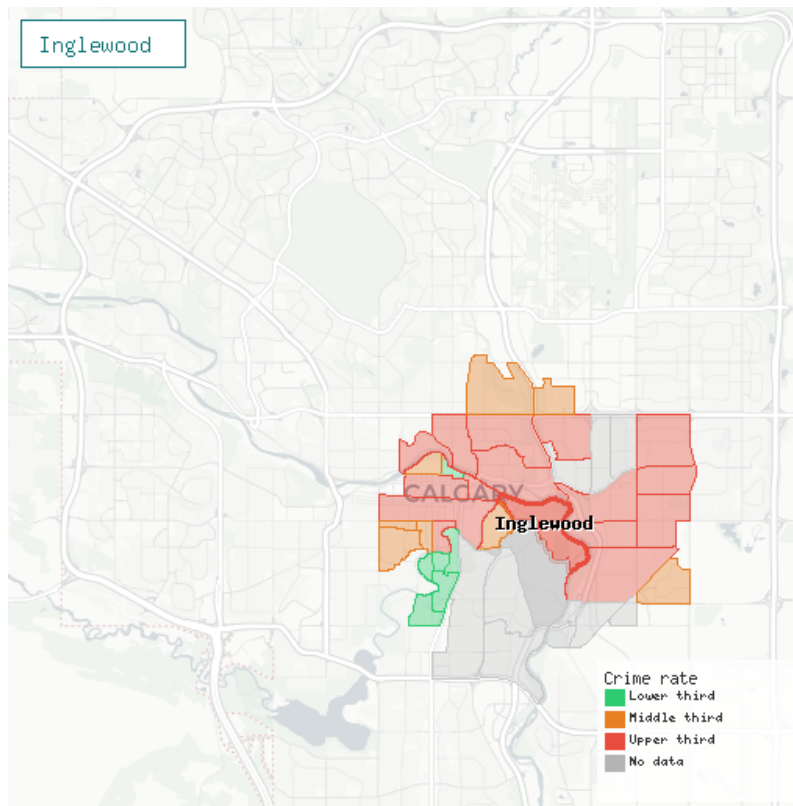 Inglewood
CALGARY
Inglewood
Crime rate
Lower third
Middle third
Upper third
No data